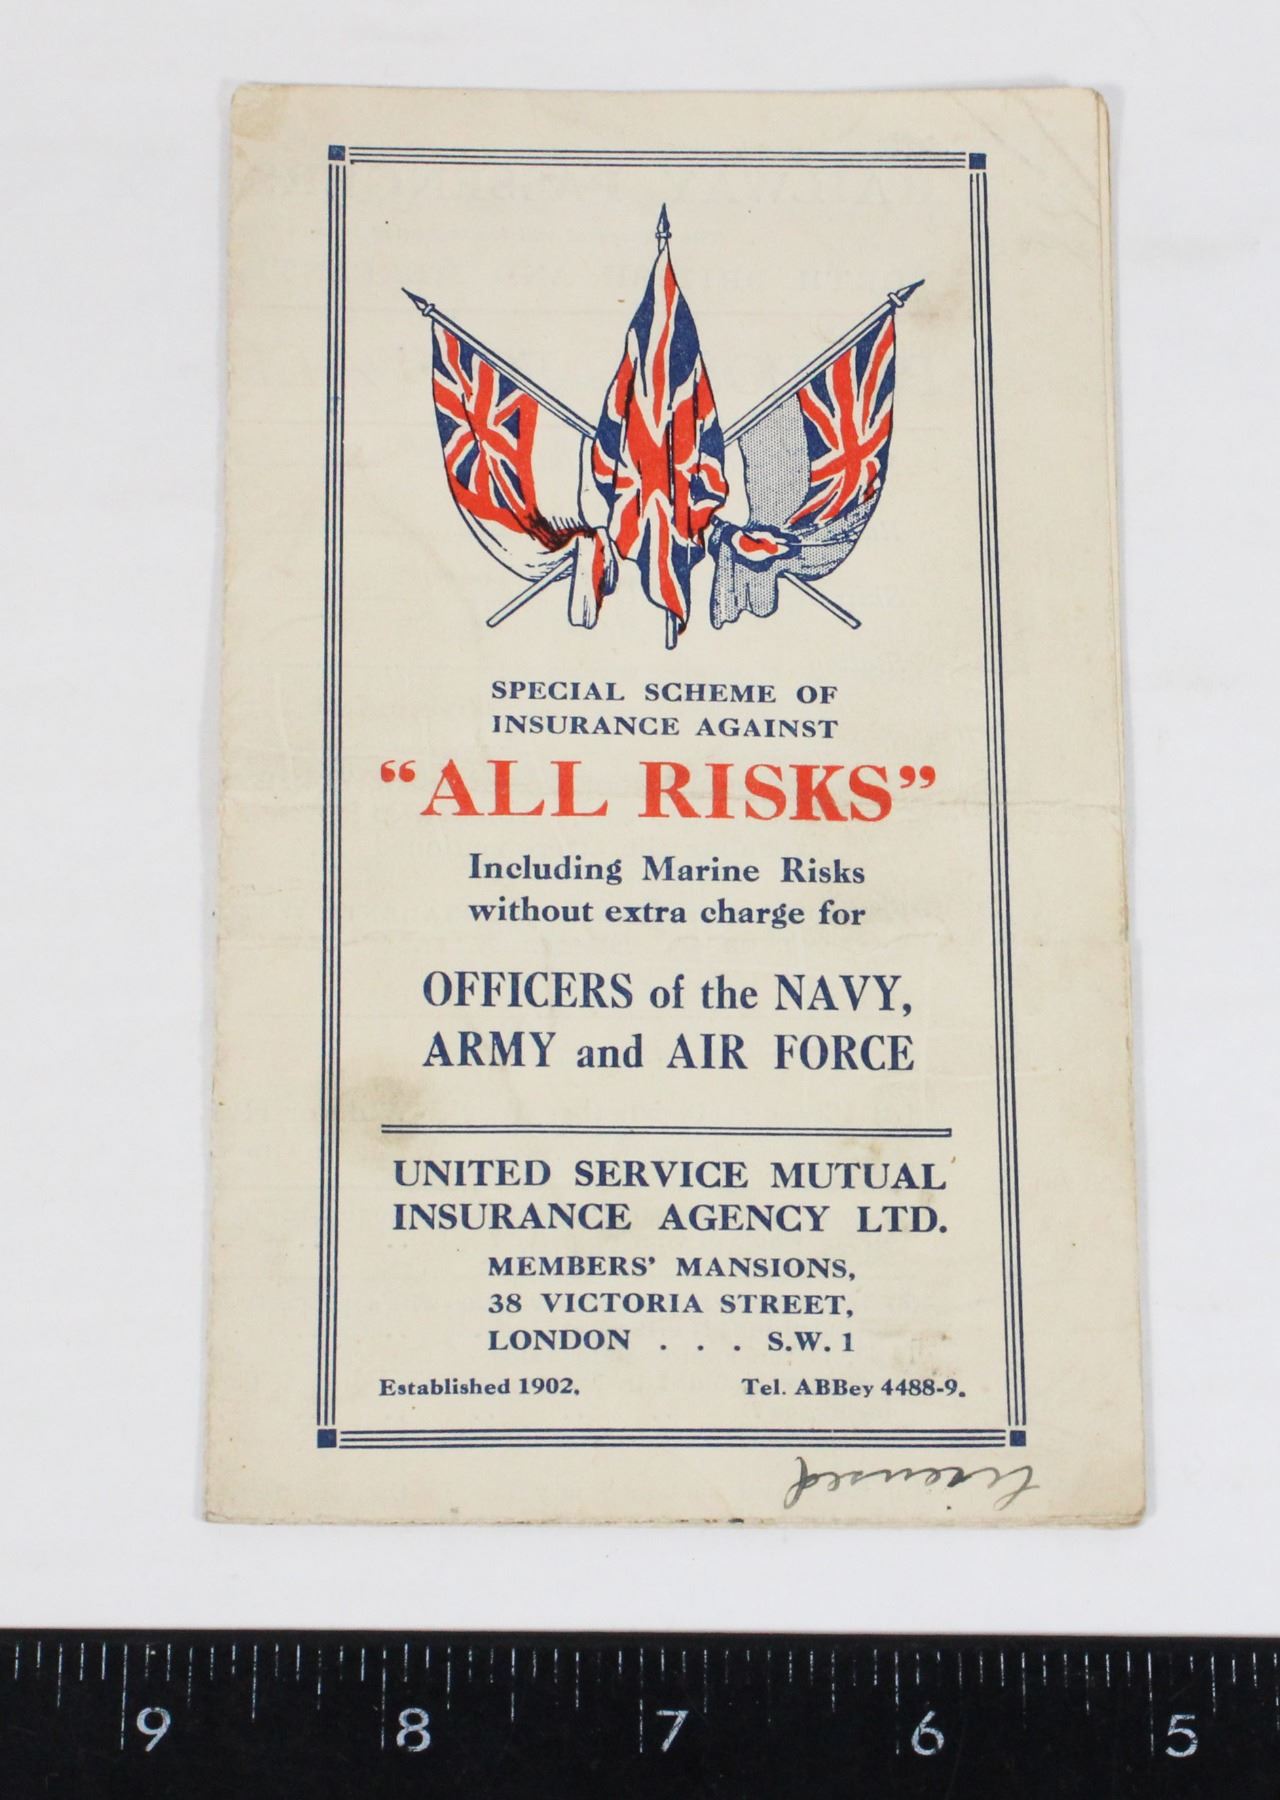 SPECIAL SCHEME OF
INSURANCE AGAINST
“ALL RISKS”
Including Marine Risks
without extra charge for
OFFICERS of the NAVY,
ARMY and AIR FORCE
UNITED SERVICE MUTUAL
INSURANCE AGENCY LTD.
MEMBERS’ MANSIONS,
38 VICTORIA STREET,
LONDON . . . S.W. 1
Established 1902. Tel. ABBey 4488-9.
9 8 7 6 5